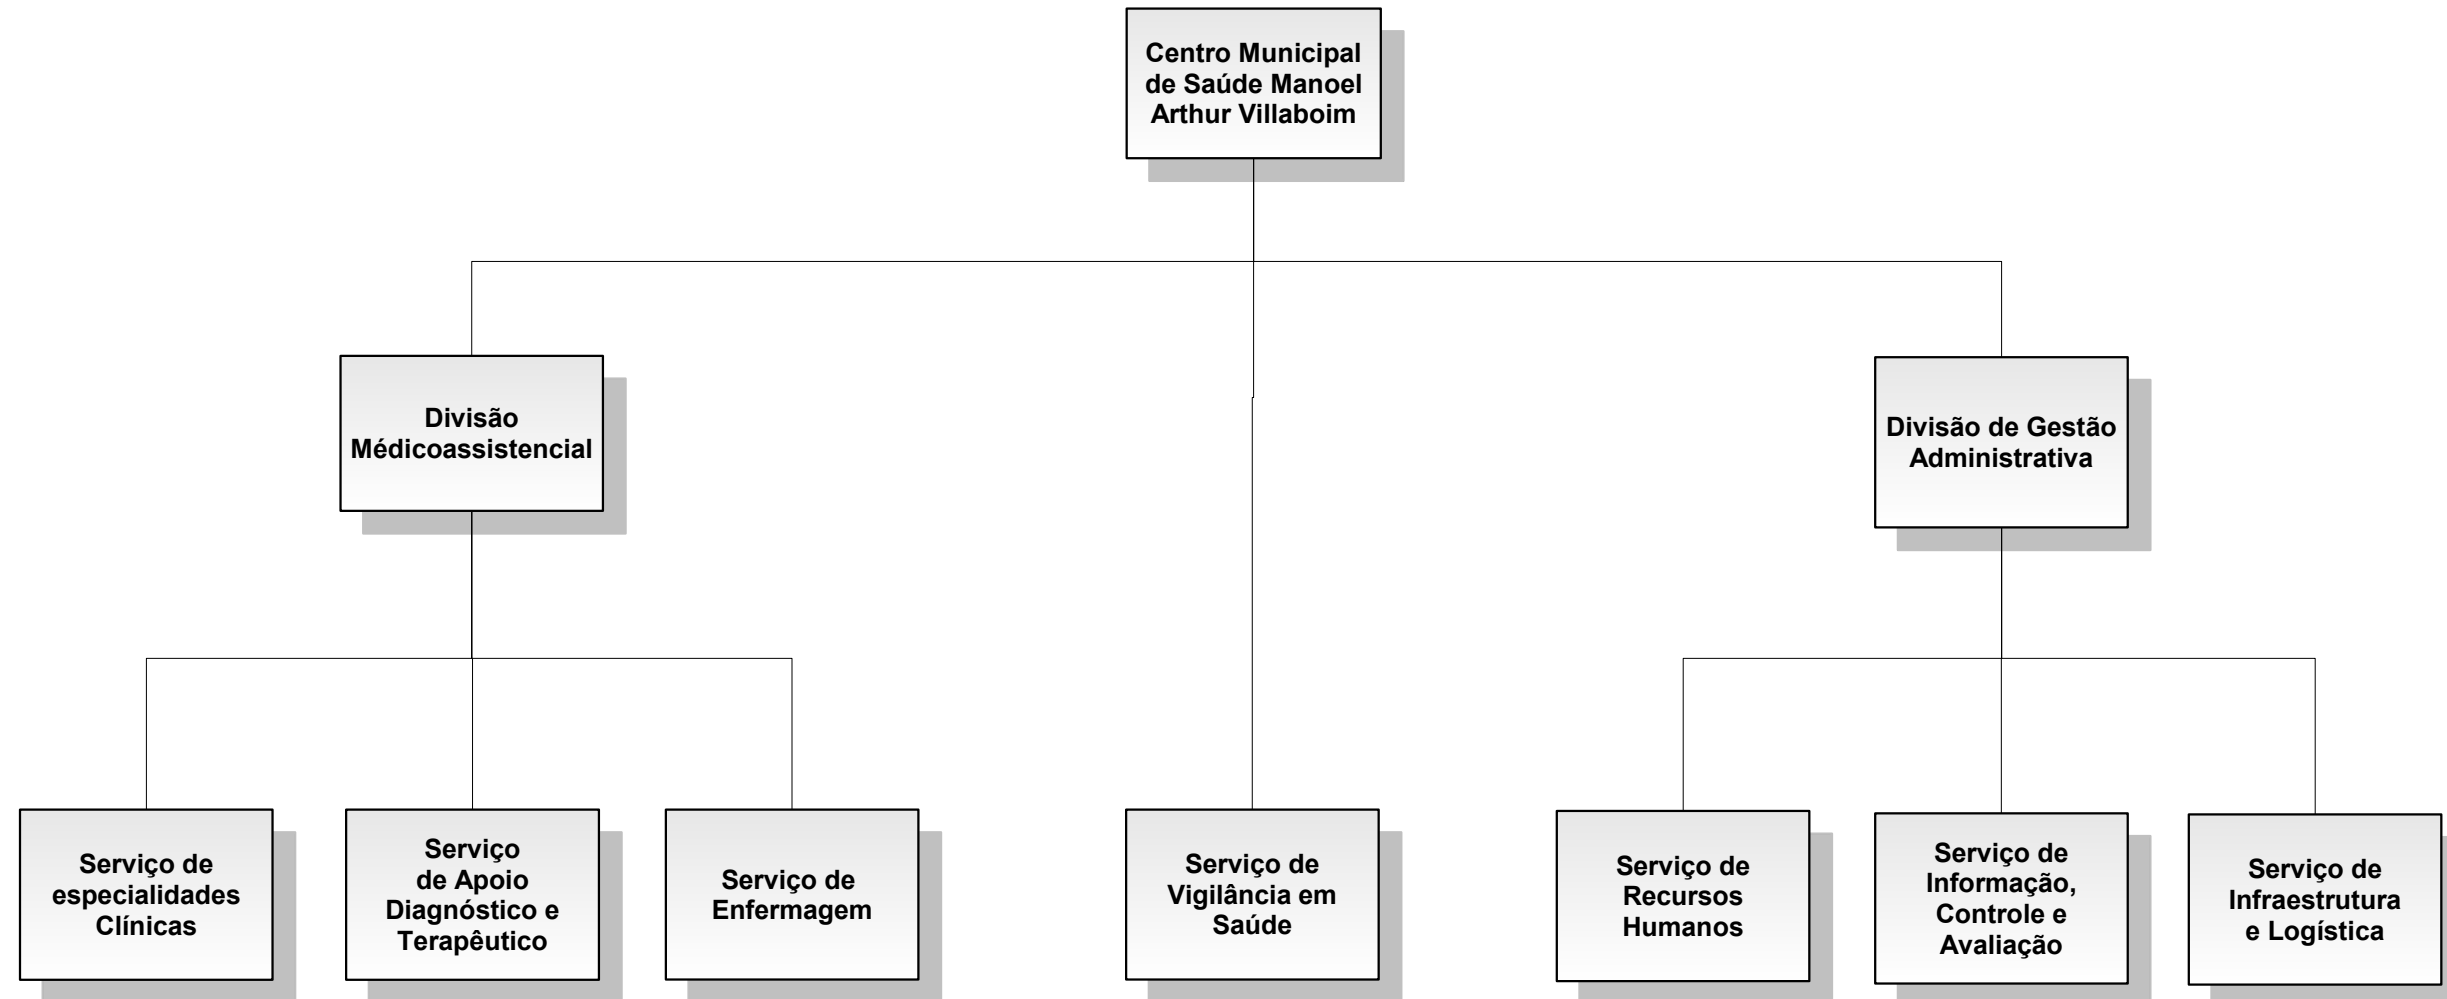 Centro Municipal
de Saúde Manoel
Arthur Villaboim
Divisão
Médicoassistencial
Divisão de Gestão
Administrativa
Serviço de
especialidades
Clínicas
Serviço
de Apoio
Diagnóstico e
Terapêutico
Serviço de
Enfermagem
Serviço de
Vigilância em
Saúde
Serviço de
Recursos
Humanos
Serviço de
Informação,
Controle e
Avaliação
Serviço de
Infraestrutura
e Logística